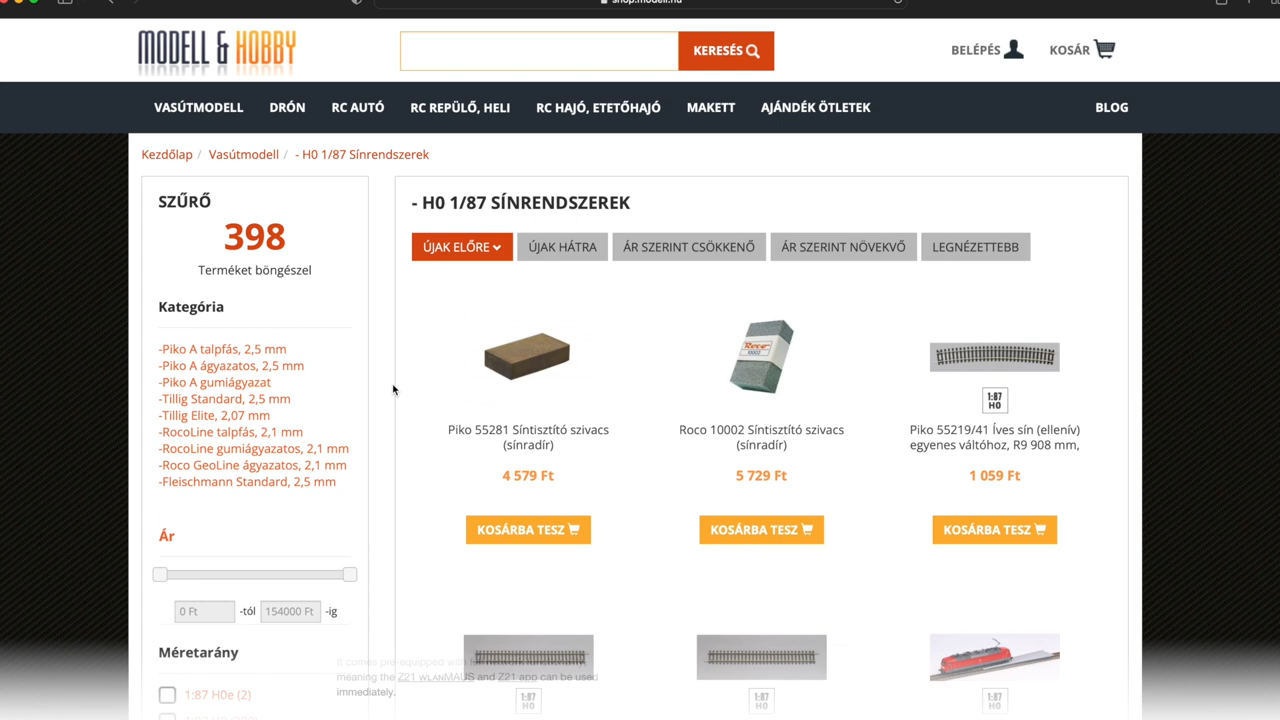 shop.modell.hu
MODELL & HOBBY
KERESÉS
BELÉPÉS
KOSÁR
VASÚTMODELL
DRÓN
RC AUTÓ
RC REPÜLŐ, HELI
RC HAJÓ, ETETŐHAJÓ
MAKETT
AJÁNDÉK ÖTLETEK
BLOG
Kezdőlap / Vasútmodell / - H0 1/87 Sínrendszerek
SZŰRŐ
398
Terméket böngészel
Kategória
-Piko A talpfás, 2,5 mm
-Piko A ágyazatos, 2,5 mm
-Piko A gumiágyazat
-Tillig Standard, 2,5 mm
-Tillig Elite, 2,07 mm
-RocoLine talpfás, 2,1 mm
-RocoLine gumiágyazatos, 2,1 mm
-Roco GeoLine ágyazatos, 2,1 mm
-Fleischmann Standard, 2,5 mm
Ár
0 Ft -tól 154000 Ft -ig
Méretarány
1:87 H0e (2)
- H0 1/87 SÍNRENDSZEREK
ÚJAK ELŐRE
ÚJAK HÁTRA
ÁR SZERINT CSÖKKENŐ
ÁR SZERINT NÖVEKVŐ
LEGNÉZETTEBB
Piko 55281 Síntisztító szivacs
(sínradír)
4 579 Ft
KOSÁRBA TESZ
Roco
10002
Roco 10002 Síntisztító szivacs
(sínradír)
5 729 Ft
KOSÁRBA TESZ
1:87
H0
Piko 55219/41 Íves sín (ellenív)
egyenes váltóhoz, R9 908 mm,
1 059 Ft
KOSÁRBA TESZ
1:87
H0
1:87
H0
1:87
H0
It comes pre-equipped with
meaning the Z21 WLANMAUS and Z21 app can be used
immediately.